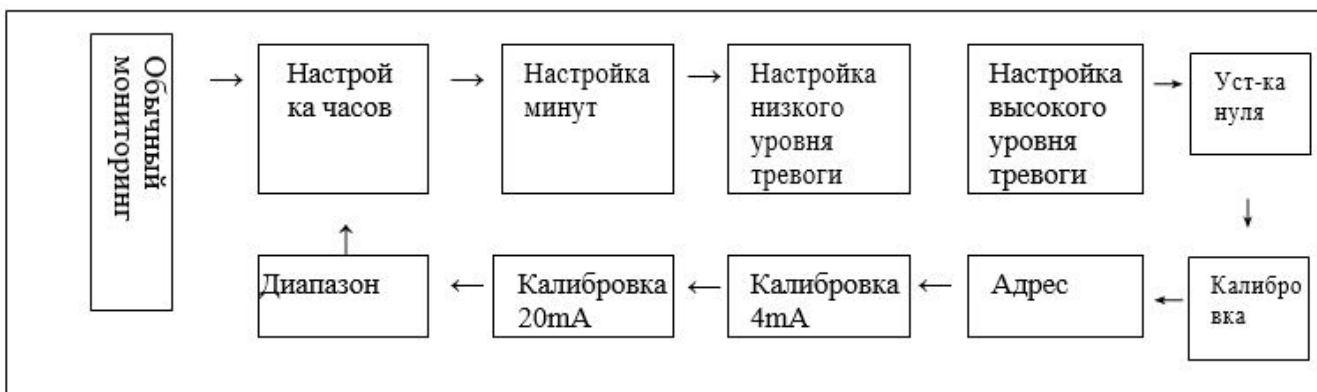 Обычный
мониторинг
Настрой
ка часов
Настройка
минут
Настройка
низкого
уровня
тревоги
Настройка
высокого
уровня
тревоги
Уст-ка
нуля
Диапазон
Калибровка
20mA
Калибровка
4mA
Адрес
Калибро
вка